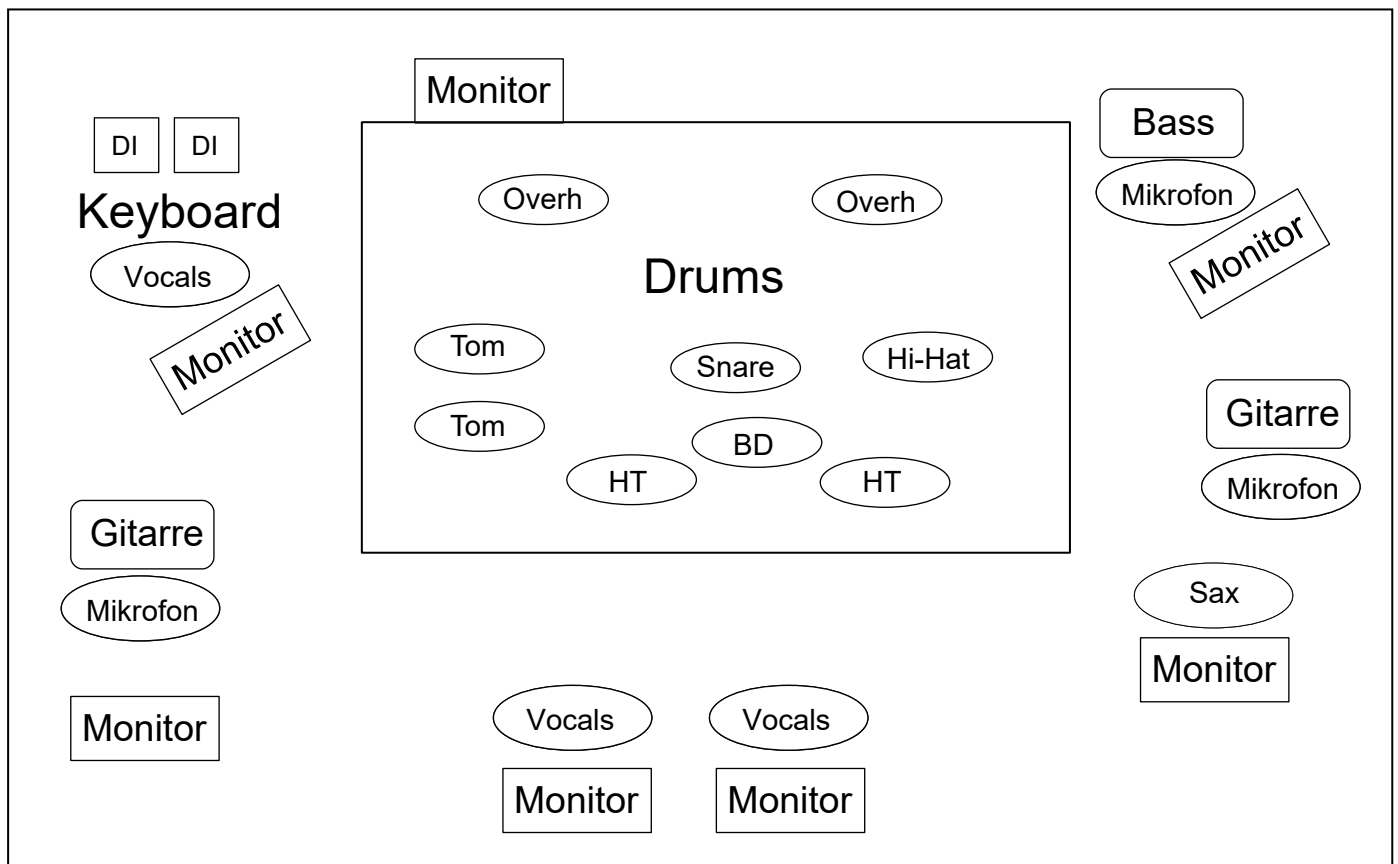 Monitor
Bass
DI DI
Mikrofon
Keyboard
Overh
Overh
Monitor
Vocals
Drums
Monitor
Tom
Snare
Hi-Hat
Tom
BD
HT
HT
Gitarre
Mikrofon
Gitarre
Mikrofon
Sax
Monitor
Monitor
Vocals
Vocals
Monitor
Monitor